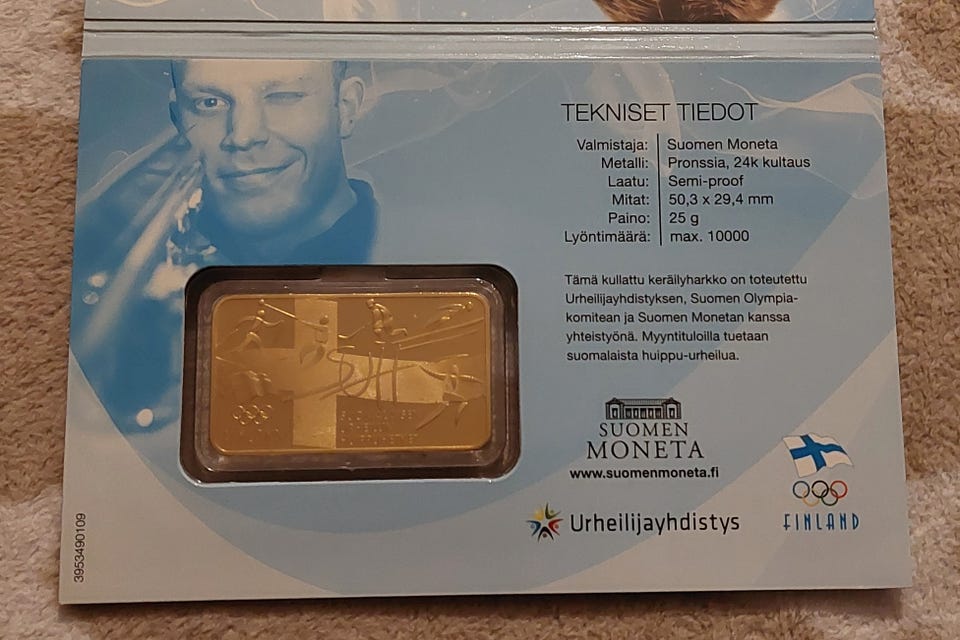 TEKNISET TIEDOT
Valmistaja: Suomen Moneta
Metalli: Pronssia, 24k kultaus
Laatu: Semi-proof
Mitat: 50,3 x 29,4 mm
Paino: 25 g
Lyöntimäärä: max. 10000
Tämä kullattu keräilyharkko on toteutettu
Urheilijayhdistyksen, Suomen Olympia-
komitean ja Suomen Monetan kanssa
yhteistyönä. Myyntituloilla tuetaan
suomalaista huippu-urheilua.
SUOMEN
MONETA
www.suomenmoneta.fi
Urheilijayhdistys
FINLAND
3953490109